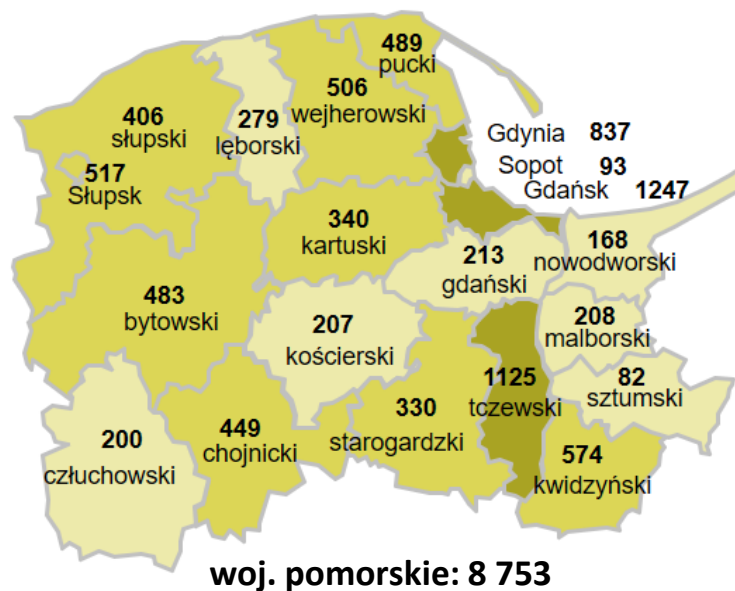 489
pucki
506
wejherowski
406
słupski
279
lęborski
Gdynia 837
Sopot 93
Gdańsk 1247
517
Słupsk
340
kartuski
213
gdański
168
nowodworski
483
bytowski
207
kościerski
208
malborski
1125
tczewski
82
sztumski
200
człuchowski
449
chojnicki
330
starogardzki
574
kwidzyński
woj. pomorskie: 8 753